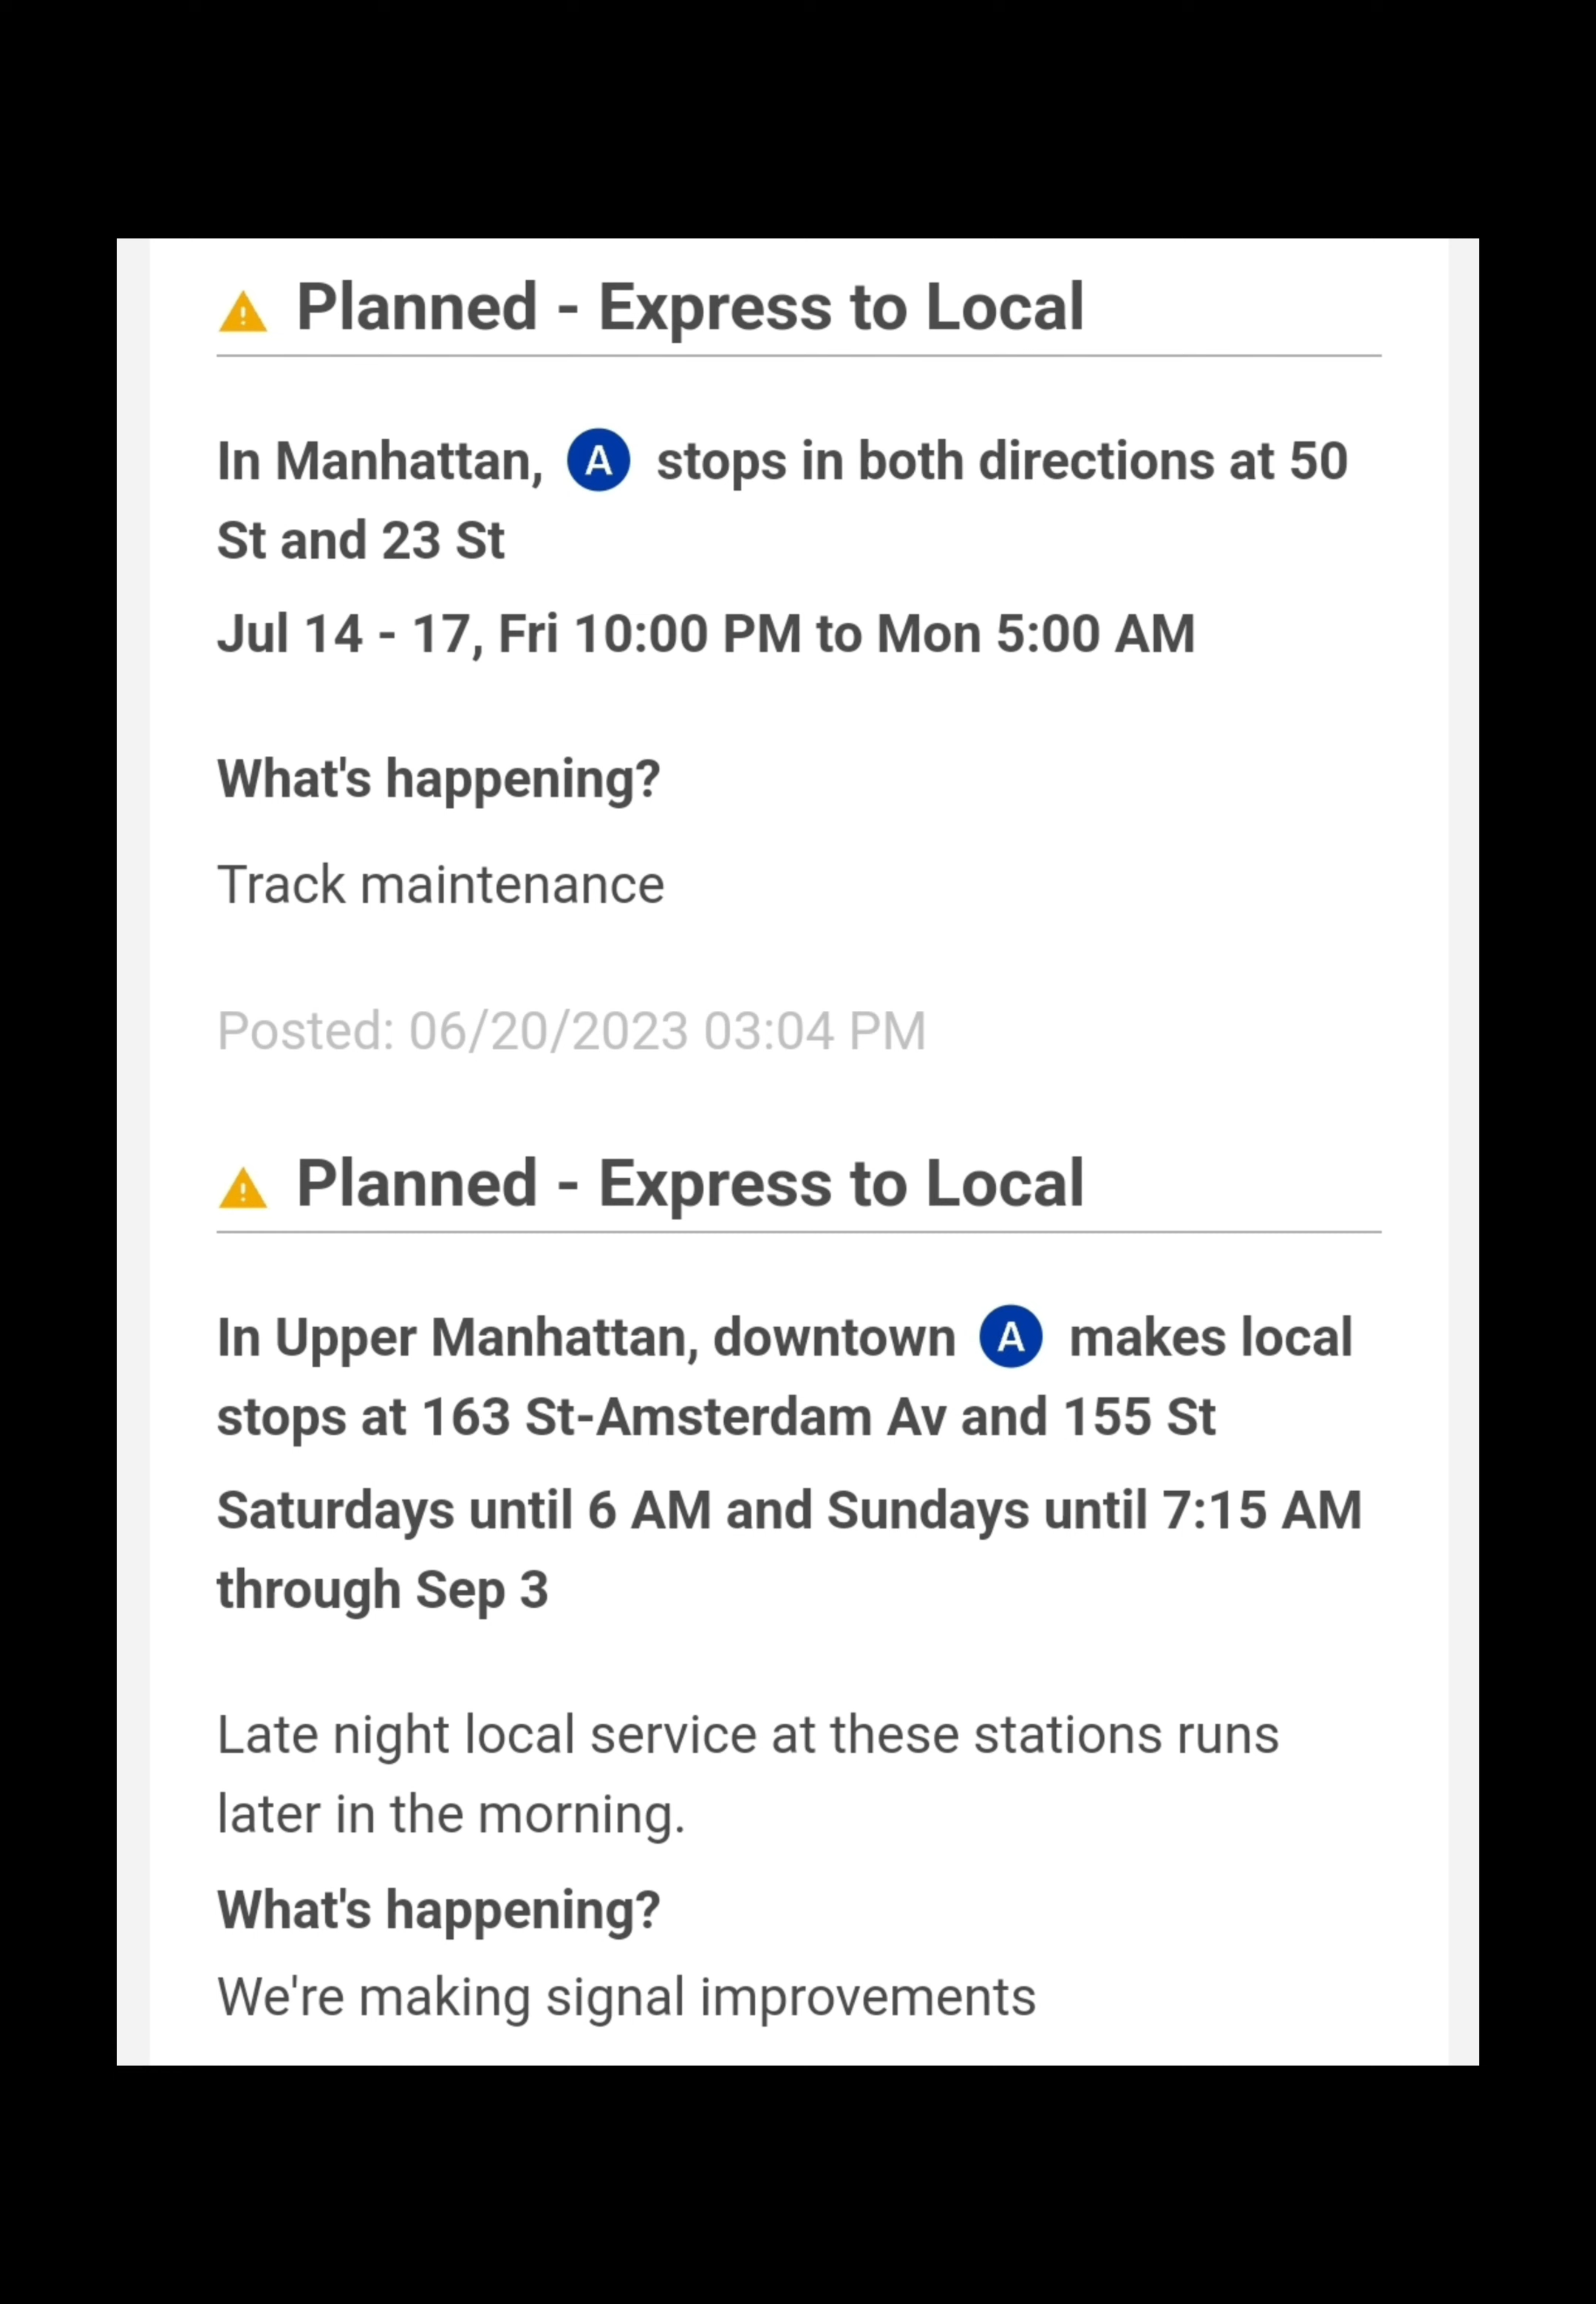 Planned - Express to Local
In Manhattan, A stops in both directions at 50
St and 23 St
Jul 14 - 17, Fri 10:00 PM to Mon 5:00 AM
What's happening?
Track maintenance
Posted: 06/20/2023 03:04 PM
Planned - Express to Local
In Upper Manhattan, downtown A makes local
stops at 163 St-Amsterdam Av and 155 St
Saturdays until 6 AM and Sundays until 7:15 AM
through Sep 3
Late night local service at these stations runs
later in the morning.
What's happening?
We're making signal improvements